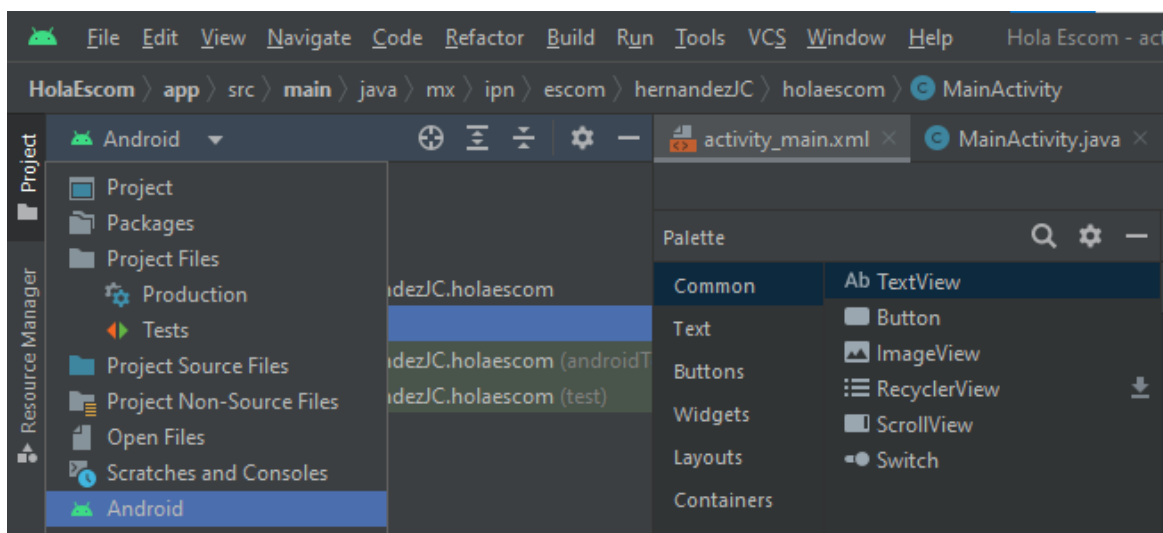 File Edit View Navigate Code Refactor Build Run Tools VCS Window Help Hola Escom - act
HolaEscom 〉 app 〉 src 〉 main 〉 java 〉 mx 〉 ipn 〉 escom 〉 hernandezJC 〉 holaescom 〉 C MainActivity
Project
Resource Manager
Android
Project
Packages
Project Files
Production
Tests
Project Source Files
Project Non-Source Files
Open Files
Scratches and Consoles
Android
ndezJC.holaescom
ndezJC.holaescom (androidT
ndezJC.holaescom (test)
activity_main.xml
C MainActivity.java
Palette
Common
Text
Buttons
Widgets
Layouts
Containers
Ab TextView
Button
ImageView
RecyclerView
ScrollView
Switch